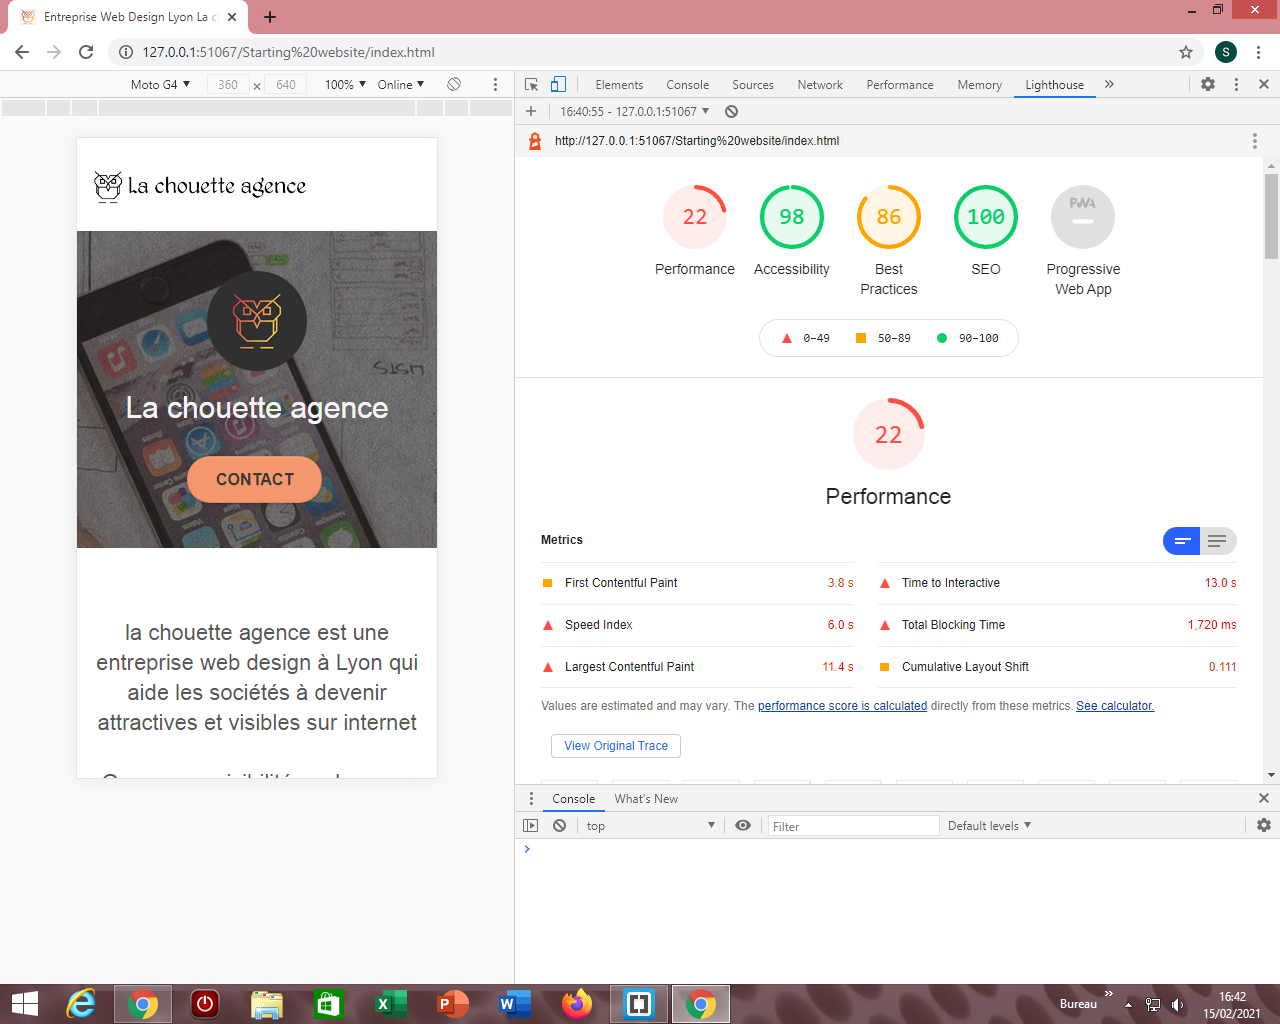 Entreprise Web Design Lyon La c
127.0.0.1:51067/Starting%20website/index.html
S
Moto G4 360 × 640 100% Online
Elements Console Sources Network Performance Memory Lighthouse
16:40:55 - 127.0.0.1:51067
http://127.0.0.1:51067/Starting%20website/index.html
La chouette agence
La chouette agence
CONTACT
la chouette agence est une
entreprise web design à Lyon qui
aide les sociétés à devenir
attractives et visibles sur internet
22 98 86 100 PWA
Performance Accessibility Best Practices SEO Progressive Web App
0–49 50–89 90–100
22
Performance
Metrics
First Contentful Paint 3.8 s
Time to Interactive 13.0 s
Speed Index 6.0 s
Total Blocking Time 1,720 ms
Largest Contentful Paint 11.4 s
Cumulative Layout Shift 0.111
Values are estimated and may vary. The performance score is calculated directly from these metrics. See calculator.
View Original Trace
Console What's New
top Filter Default levels
Bureau
16:42
15/02/2021